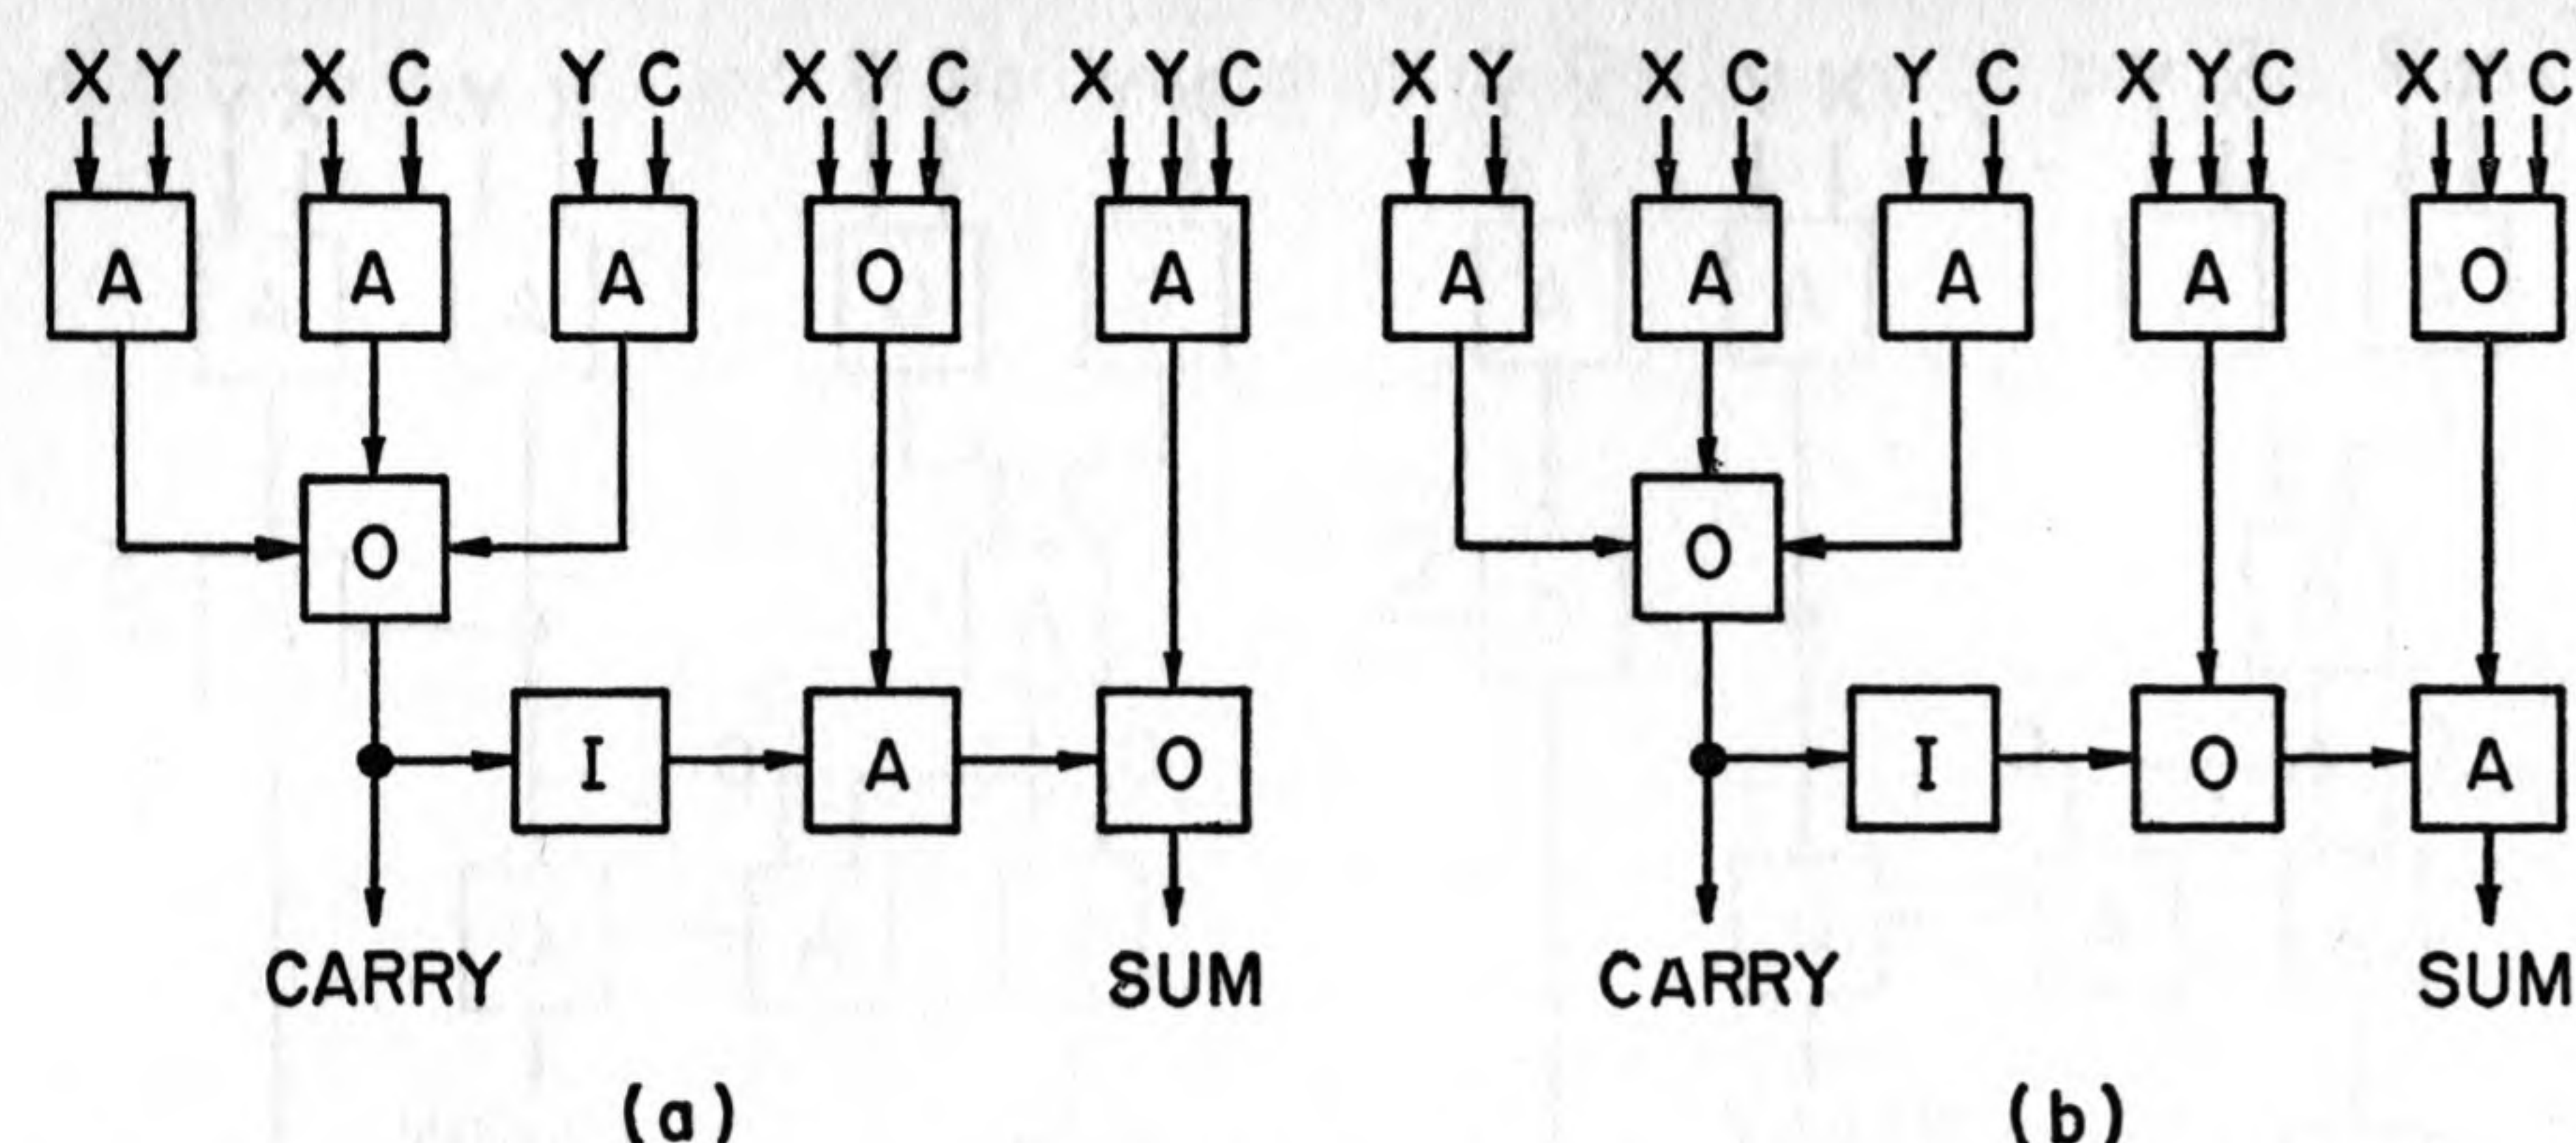 X Y X C Y C X Y C X Y C X Y X C Y C X Y C X Y C
A A A O A A A A A O
O O
I A O I O A
CARRY SUM CARRY SUM
(a) (b)